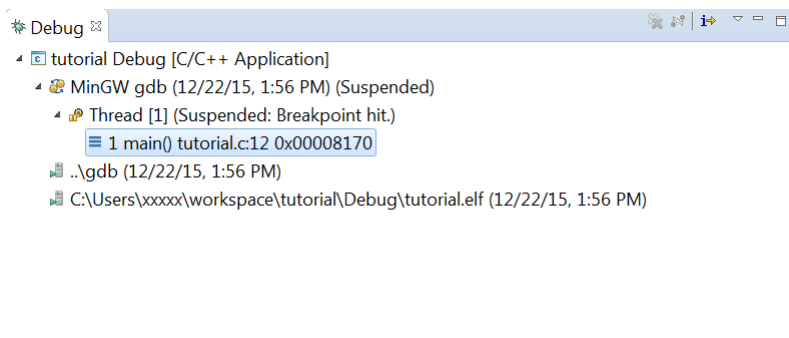 Debug
tutorial Debug [C/C++ Application]
MinGW gdb (12/22/15, 1:56 PM) (Suspended)
Thread [1] (Suspended: Breakpoint hit.)
1 main() tutorial.c:12 0x00008170
..\gdb (12/22/15, 1:56 PM)
C:\Users\xxxxx\workspace\tutorial\Debug\tutorial.elf (12/22/15, 1:56 PM)